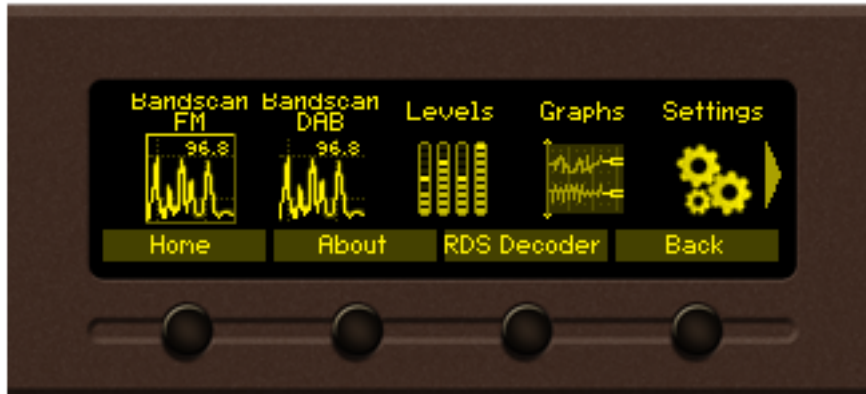 Bandscan FM
Bandscan DAB
Levels
Graphs
Settings
96.8
96.8
Home
About
RDS Decoder
Back